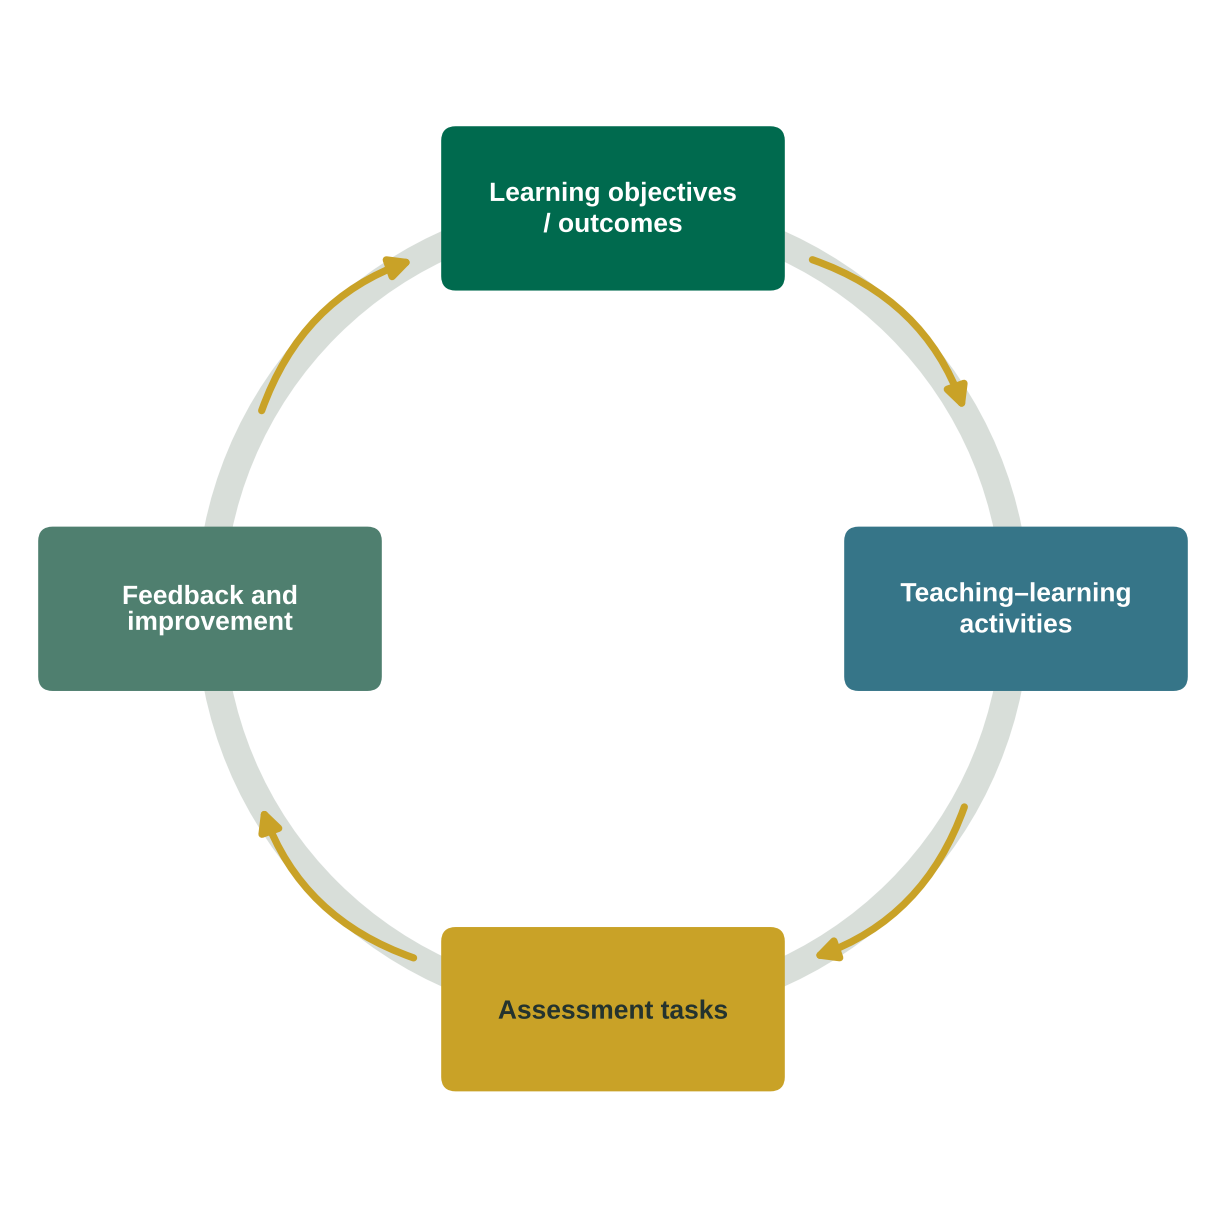 Learning objectives
/ outcomes
Feedback and
improvement
Teaching–learning
activities
Assessment tasks